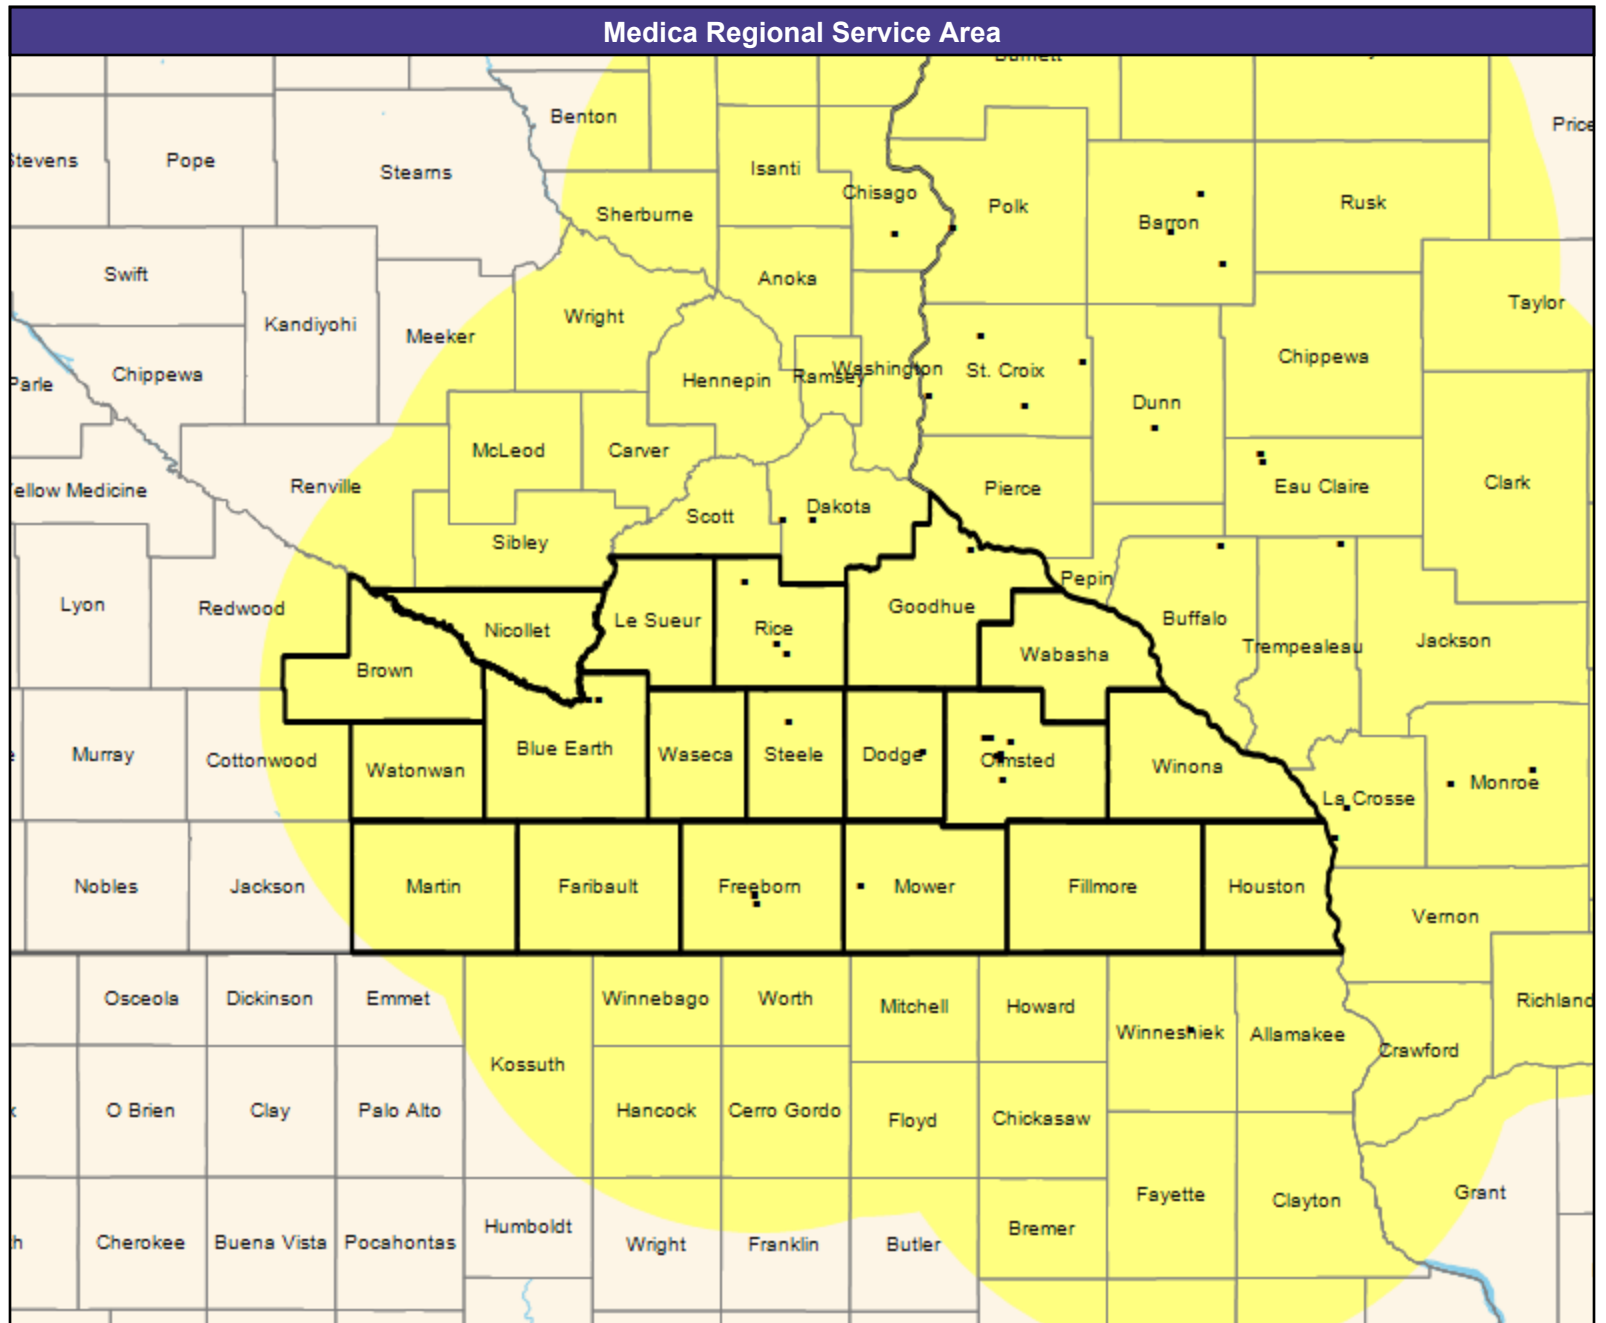 Medica Regional Service Area
Benton
Price
Stevens
Pope
Stearns
Isanti
Chisago
Polk
Barron
Rusk
Sherburne
Swift
Anoka
Taylor
Kandiyohi
Wright
Meeker
Chippewa
Parle
Chippewa
Hennepin
Ramsey
Washington
St. Croix
Dunn
McLeod
Carver
Clark
Yellow Medicine
Renville
Pierce
Eau Claire
Scott
Dakota
Sibley
Lyon
Redwood
Pepin
Goodhue
Nicollet
Le Sueur
Rice
Buffalo
Trempealeau
Jackson
Brown
Wabasha
Murray
Cottonwood
Watonwan
Blue Earth
Waseca
Steele
Dodge
Olmsted
Winona
La Crosse
Monroe
Nobles
Jackson
Martin
Faribault
Freeborn
Mower
Fillmore
Houston
Vernon
Osceola
Dickinson
Emmet
Winnebago
Worth
Mitchell
Howard
Richland
Winneshiek
Allamakee
Crawford
Kossuth
O Brien
Clay
Palo Alto
Hancock
Cerro Gordo
Floyd
Chickasaw
Fayette
Clayton
Grant
Cherokee
Buena Vista
Pocahontas
Humboldt
Wright
Franklin
Butler
Bremer